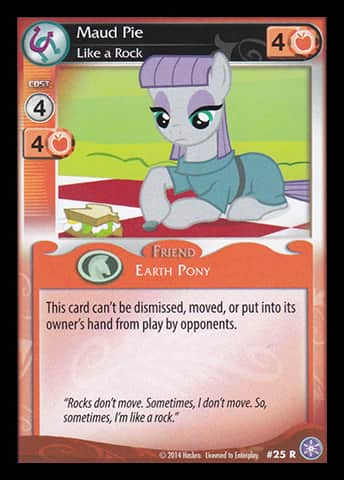 Maud Pie
Like a Rock
4
COST
4
4
FRIEND
EARTH PONY
This card can't be dismissed, moved, or put into its
owner's hand from play by opponents.
"Rocks don't move. Sometimes, I don't move. So,
sometimes, I'm like a rock."
© 2014 Hasbro. Licensed to Enterplay.
#25 R